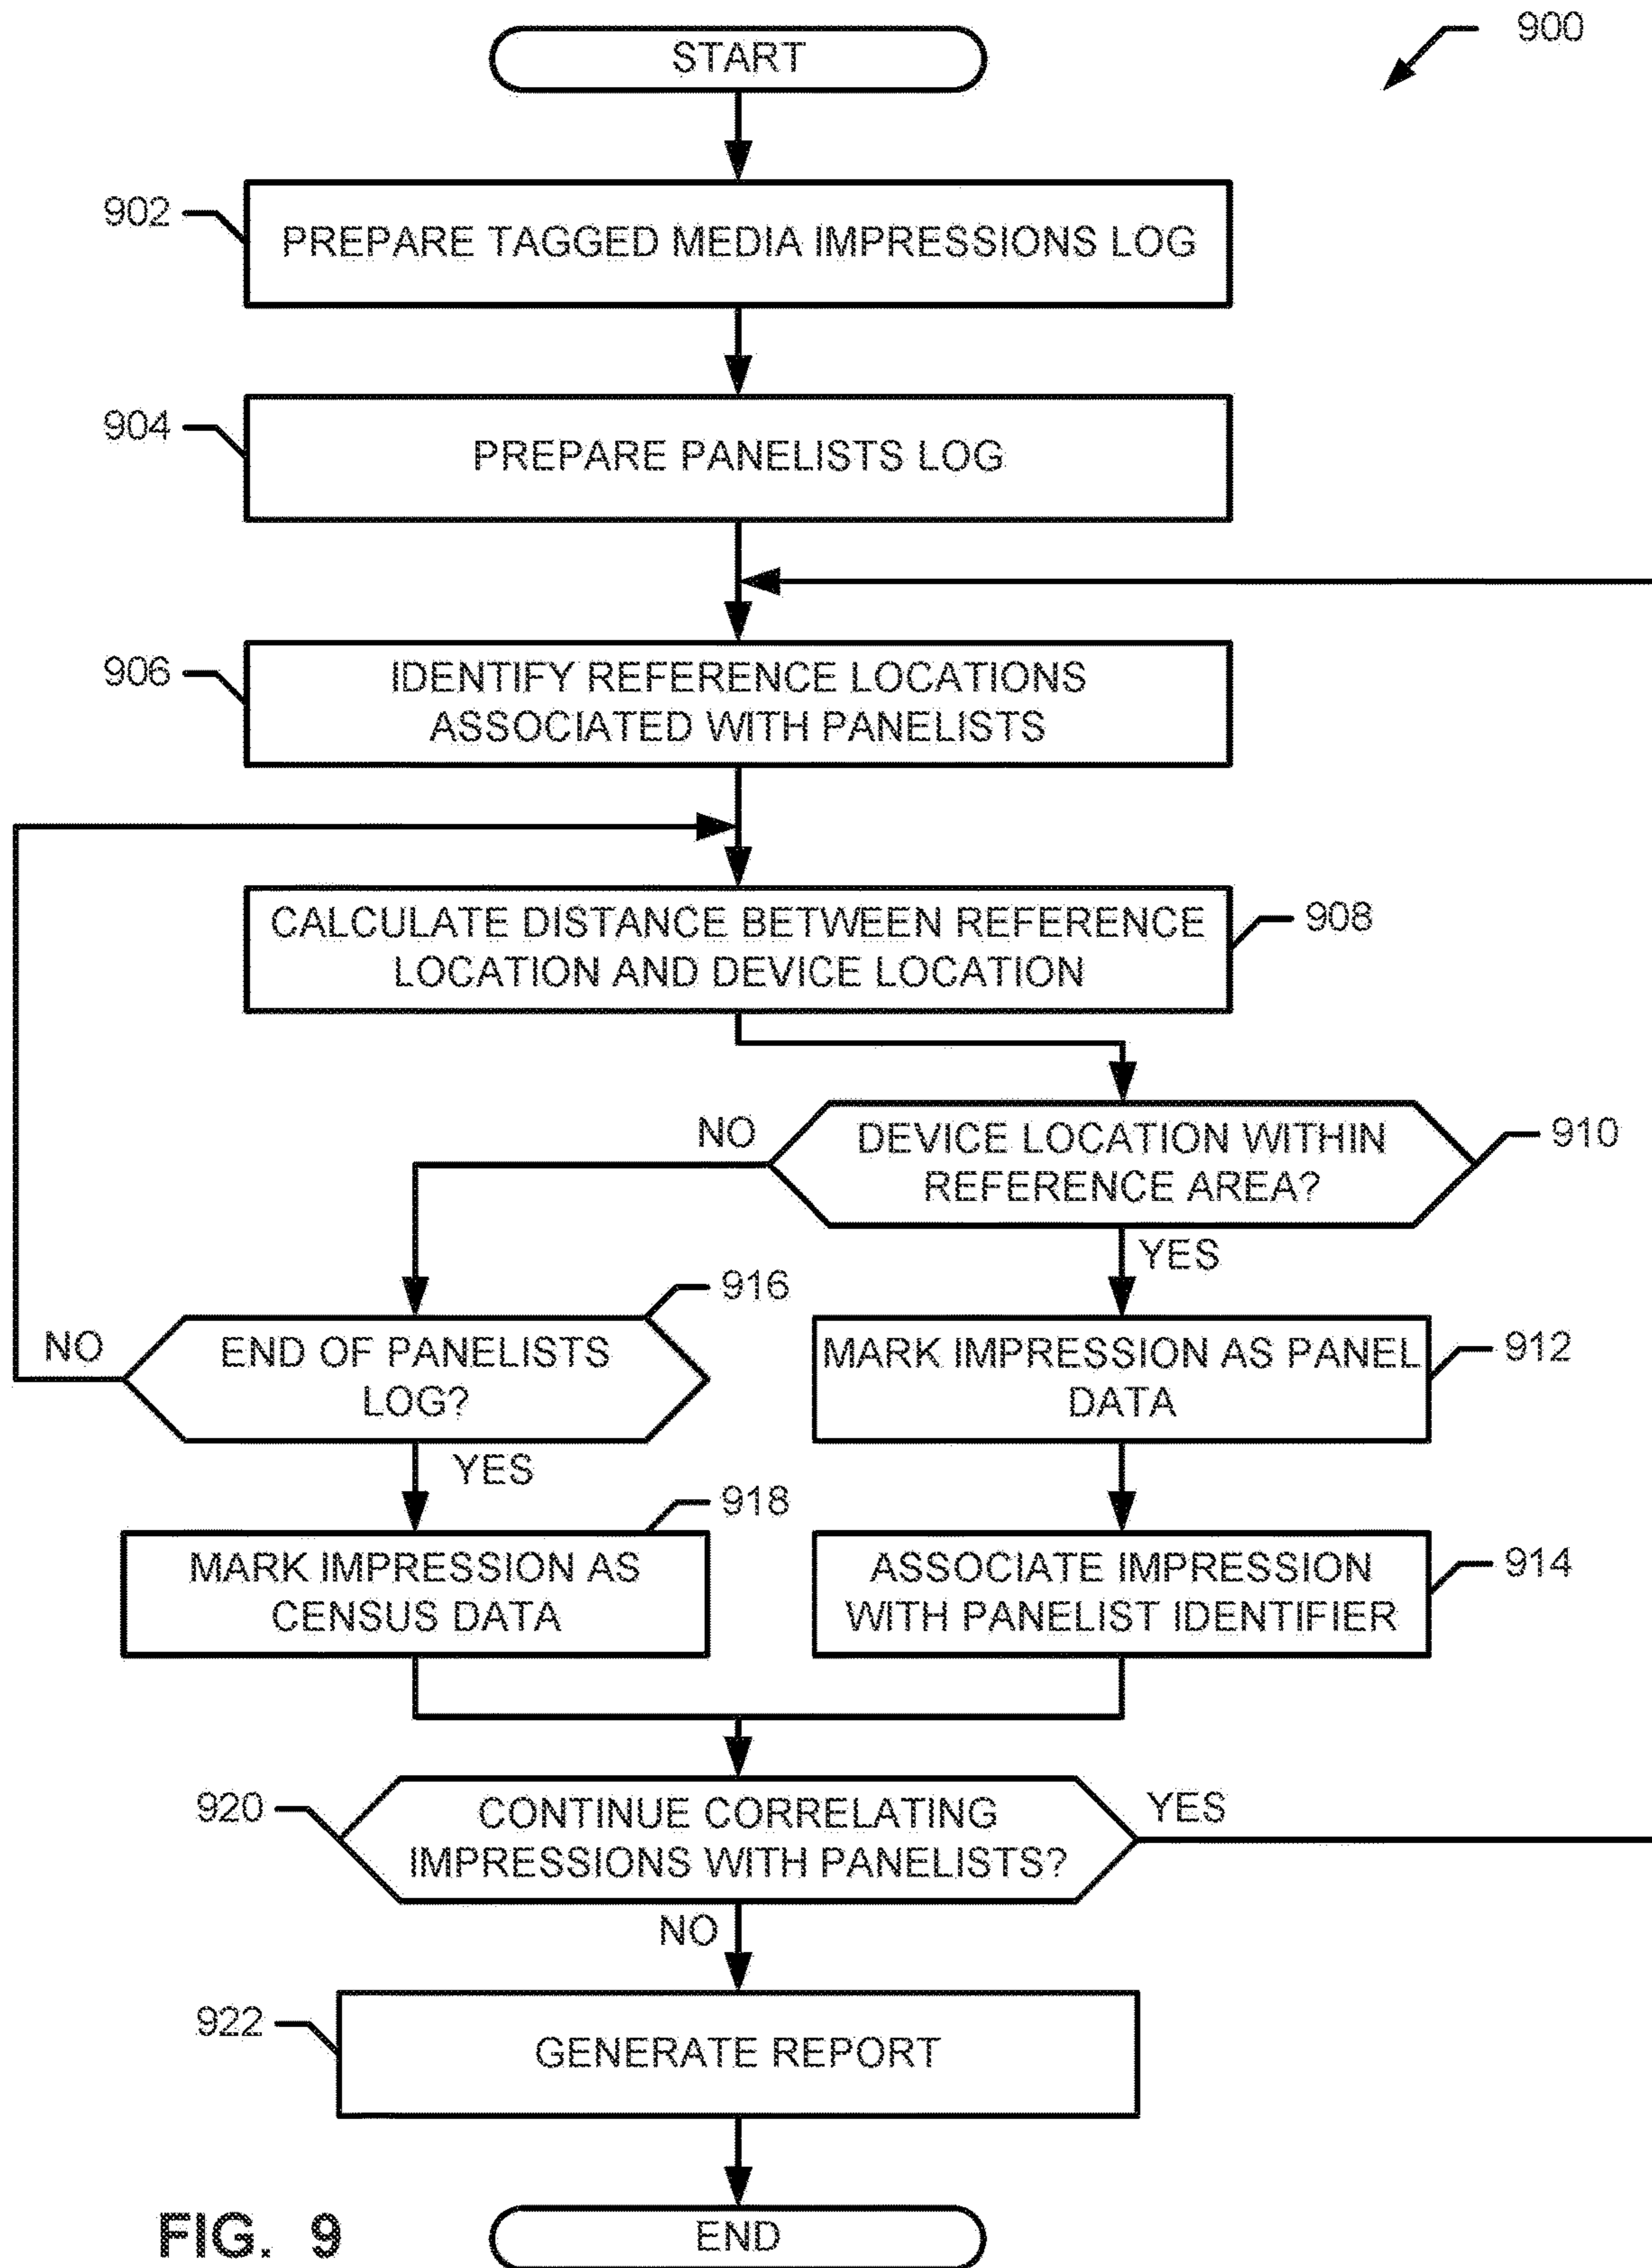 900
START
902
PREPARE TAGGED MEDIA IMPRESSIONS LOG
904
PREPARE PANELISTS LOG
906
IDENTIFY REFERENCE LOCATIONS
ASSOCIATED WITH PANELISTS
CALCULATE DISTANCE BETWEEN REFERENCE
LOCATION AND DEVICE LOCATION
908
NO
DEVICE LOCATION WITHIN
REFERENCE AREA?
910
YES
916
NO
END OF PANELISTS
LOG?
MARK IMPRESSION AS PANEL
DATA
912
YES
918
MARK IMPRESSION AS
CENSUS DATA
ASSOCIATE IMPRESSION
WITH PANELIST IDENTIFIER
914
920
CONTINUE CORRELATING
IMPRESSIONS WITH PANELISTS?
YES
NO
922
GENERATE REPORT
END
FIG. 9